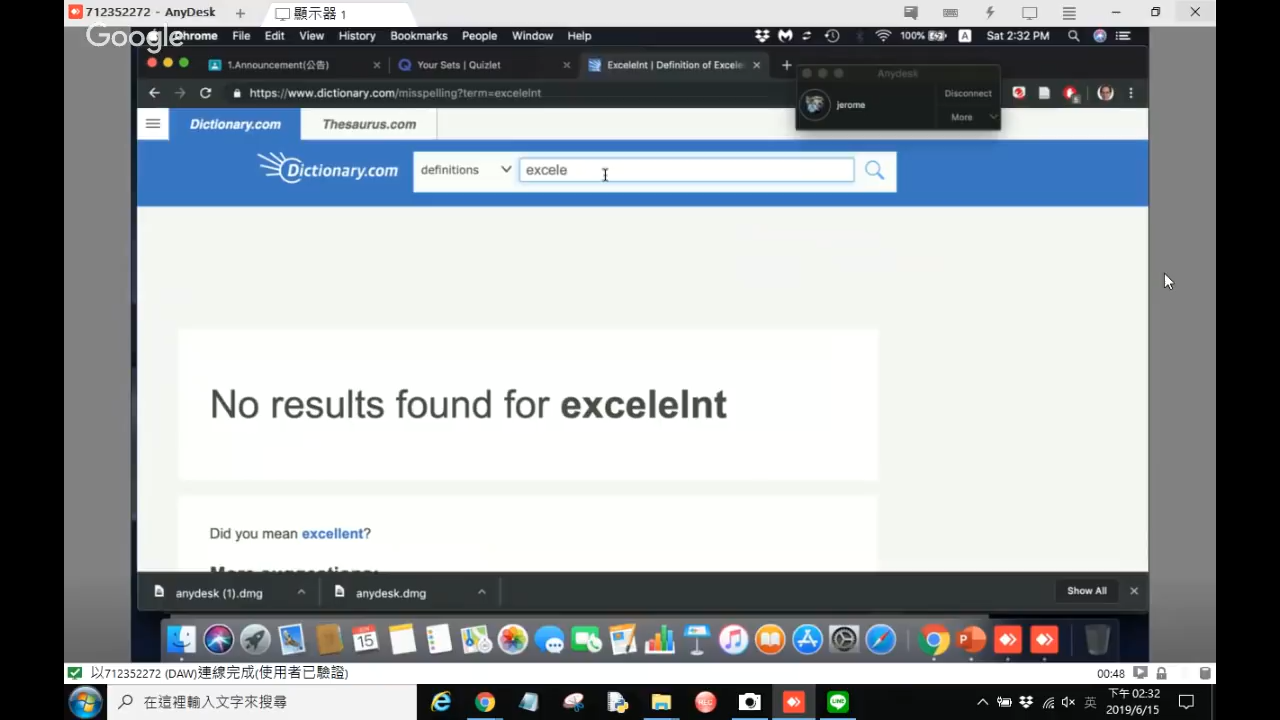 712352272 - AnyDesk
顯示器 1
Google
Chrome File Edit View History Bookmarks People Window Help
100%
A
Sat 2:32 PM
1.Announcement(公告)
Your Sets | Quizlet
Excelelnt | Definition of Excele
Anydesk
https://www.dictionary.com/misspelling?term=excelelnt
jerome
Disconnect
More
Dictionary.com
Thesaurus.com
Dictionary.com
definitions
excele
No results found for excelelnt
Did you mean excellent?
More suggestions:
anydesk (1).dmg
anydesk.dmg
Show All
15
以712352272 (DAW)連線完成(使用者已驗證)
00:48
在這裡輸入文字來搜尋
REC
LINE
英
下午 02:32
2019/6/15